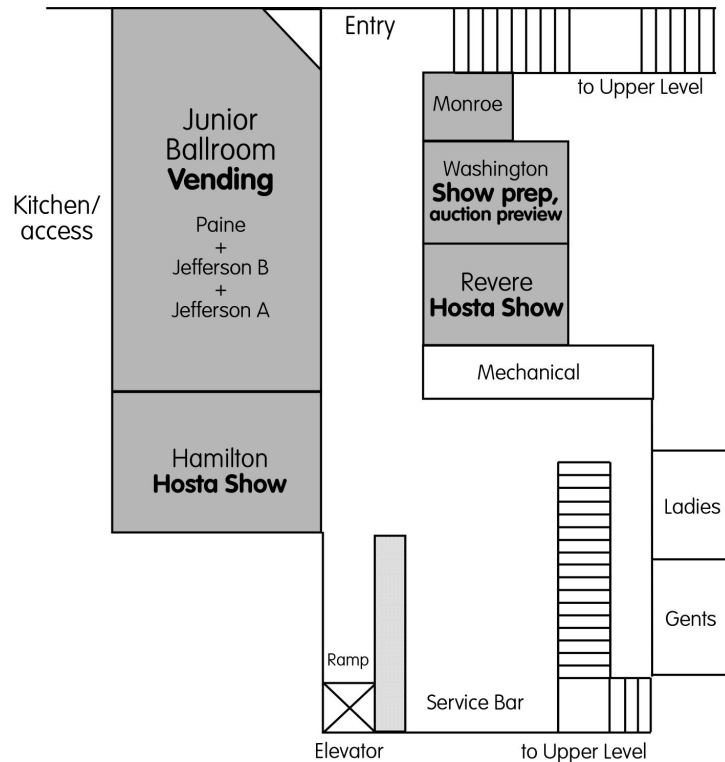 Entry
to Upper Level
Monroe
Junior
Ballroom
Vending
Paine
+
Jefferson B
+
Jefferson A
Kitchen/
access
Washington
Show prep,
auction preview
Revere
Hosta Show
Mechanical
Hamilton
Hosta Show
Ladies
Gents
Ramp
Service Bar
Elevator
to Upper Level